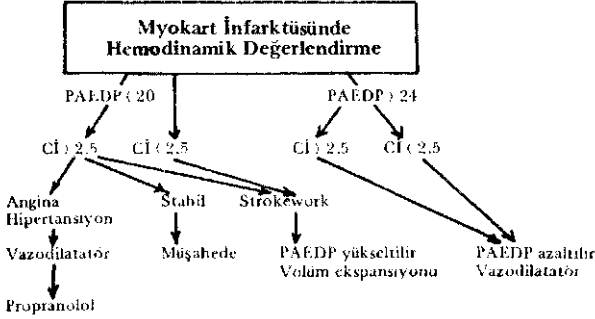 Myokart İnfarktüsünde
Hemodinamik Değerlendirme
PAEDP < 20
PAEDP > 24
Cİ > 2.5
Cİ < 2.5
Cİ > 2.5
Cİ < 2.5
Angina
Hipertansiyon
Stabil
Strokework
Vazodilatatör
Müşahede
PAEDP yükseltilir
Volüm ekspansiyonu
PAEDP azaltılır
Vazodilatatör
Propranolol